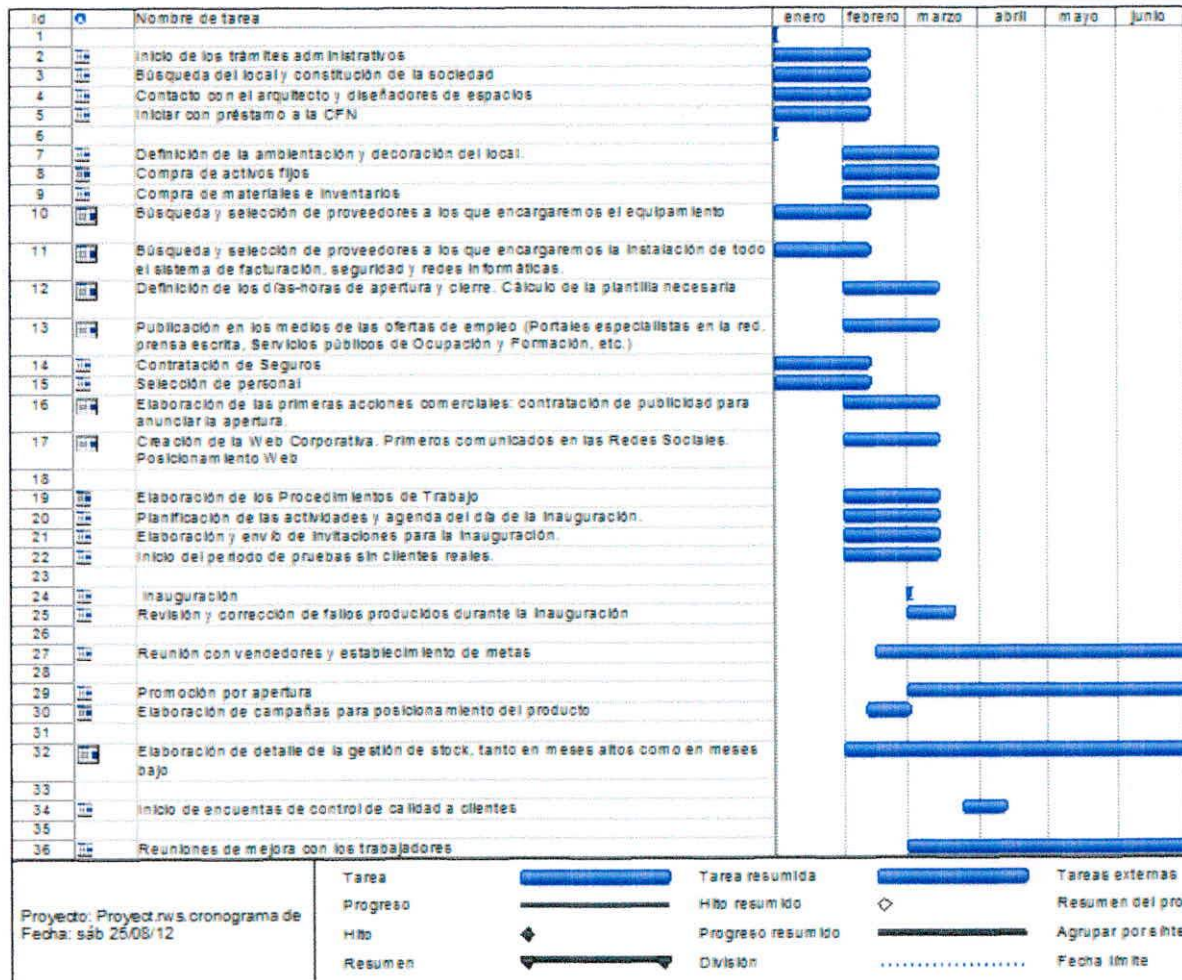 Id Nombre de tarea enero febrero marzo abril mayo junio
1
2 Inicio de los trámites administrativos
3 Búsqueda del local y constitución de la sociedad
4 Contacto con el arquitecto y diseñadores de espacios
5 Iniciar con préstamo a la CFN
6
7 Definición de la ambientación y decoración del local.
8 Compra de activos fijos
9 Compra de materiales e inventarios
10 Búsqueda y selección de proveedores a los que encargaremos el equipamiento
11 Búsqueda y selección de proveedores a los que encargaremos la instalación de todo
el sistema de facturación, seguridad y redes informáticas.
12 Definición de los días-horas de apertura y cierre. Cálculo de la plantilla necesaria
13 Publicación en los medios de las ofertas de empleo (Portales especialistas en la red,
prensa escrita, Servicios públicos de Ocupación y Formación, etc.)
14 Contratación de Seguros
15 Selección de personal
16 Elaboración de las primeras acciones comerciales: contratación de publicidad para
anunciar la apertura.
17 Creación de la Web Corporativa. Primeros comunicados en las Redes Sociales.
Posicionamiento Web
18
19 Elaboración de los Procedimientos de Trabajo
20 Planificación de las actividades y agenda del día de la inauguración.
21 Elaboración y envío de invitaciones para la inauguración.
22 Inicio del periodo de pruebas sin clientes reales.
23
24 Inauguración
25 Revisión y corrección de fallos producidos durante la inauguración
26
27 Reunión con vendedores y establecimiento de metas
28
29 Promoción por apertura
30 Elaboración de campañas para posicionamiento del producto
31
32 Elaboración de detalle de la gestión de stock, tanto en meses altos como en meses
bajo
33
34 Inicio de encuentas de control de calidad a clientes
35
36 Reuniones de mejora con los trabajadores
Proyecto: Proyect.rws.cronograma de
Fecha: sáb 25/08/12
Tarea Tarea resumida Tareas externas
Progreso Hito resumido Resumen del pro
Hito Progreso resumido Agrupar por sínte
Resumen División Fecha límite